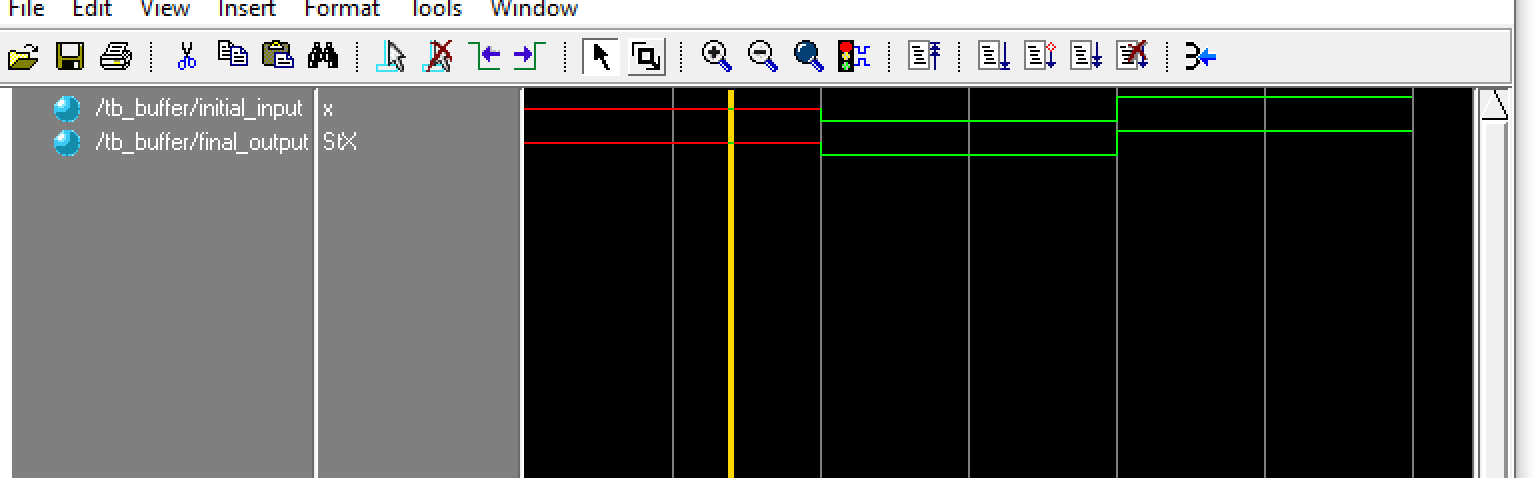 File Edit View Insert Format Tools Window
/tb_buffer/initial_input x
/tb_buffer/final_output StX